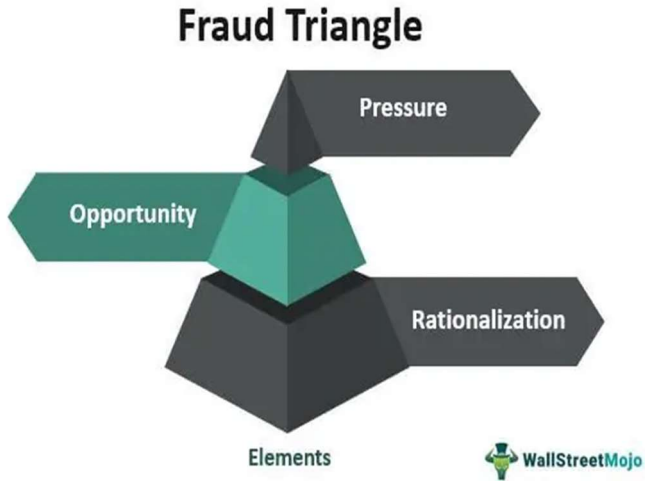 Fraud Triangle
Pressure
Opportunity
Rationalization
Elements
WallStreetMojo